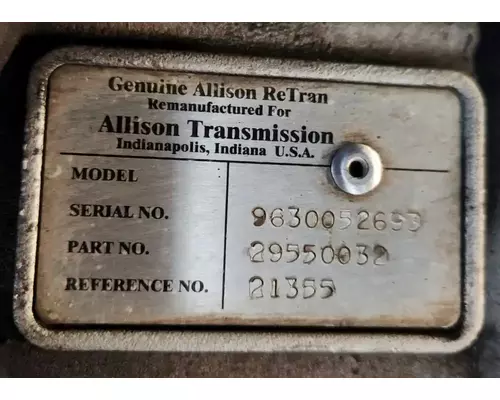 Genuine Allison ReTran
Remanufactured For
Allison Transmission
Indianapolis, Indiana U.S.A.
MODEL
SERIAL NO. 9630052693
PART NO. 29550032
REFERENCE NO. 21355